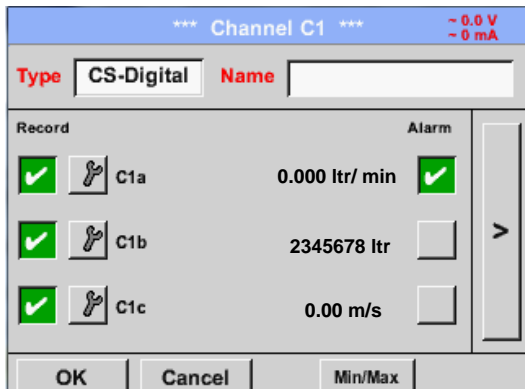 *** Channel C1 ***
~ 0.0 V
~ 0 mA
Type CS-Digital Name
Record Alarm
C1a 0.000 ltr/ min
C1b 2345678 ltr
>
C1c 0.00 m/s
OK Cancel Min/Max